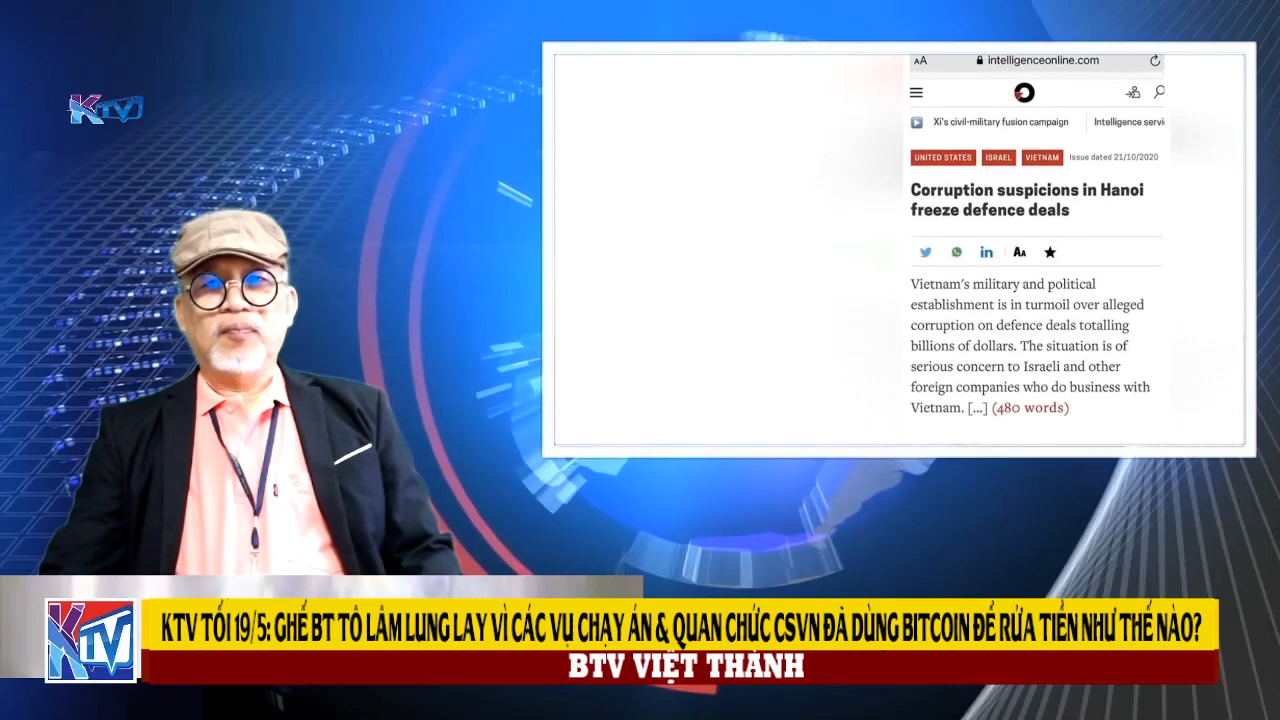 KTV
AA intelligenceonline.com
Xi's civil-military fusion campaign
Intelligence servi
UNITED STATES ISRAEL VIETNAM Issue dated 21/10/2020
Corruption suspicions in Hanoi
freeze defence deals
in AA
Vietnam's military and political
establishment is in turmoil over alleged
corruption on defence deals totalling
billions of dollars. The situation is of
serious concern to Israeli and other
foreign companies who do business with
Vietnam. [...] (480 words)
KTV
KTV TỐI 19/5: GHẾ BT TÔ LÂM LUNG LAY VÌ CÁC VỤ CHẠY ÁN & QUAN CHỨC CSVN ĐÃ DÙNG BITCOIN ĐỂ RỬA TIỀN NHƯ THẾ NÀO?
BTV VIỆT THÀNH